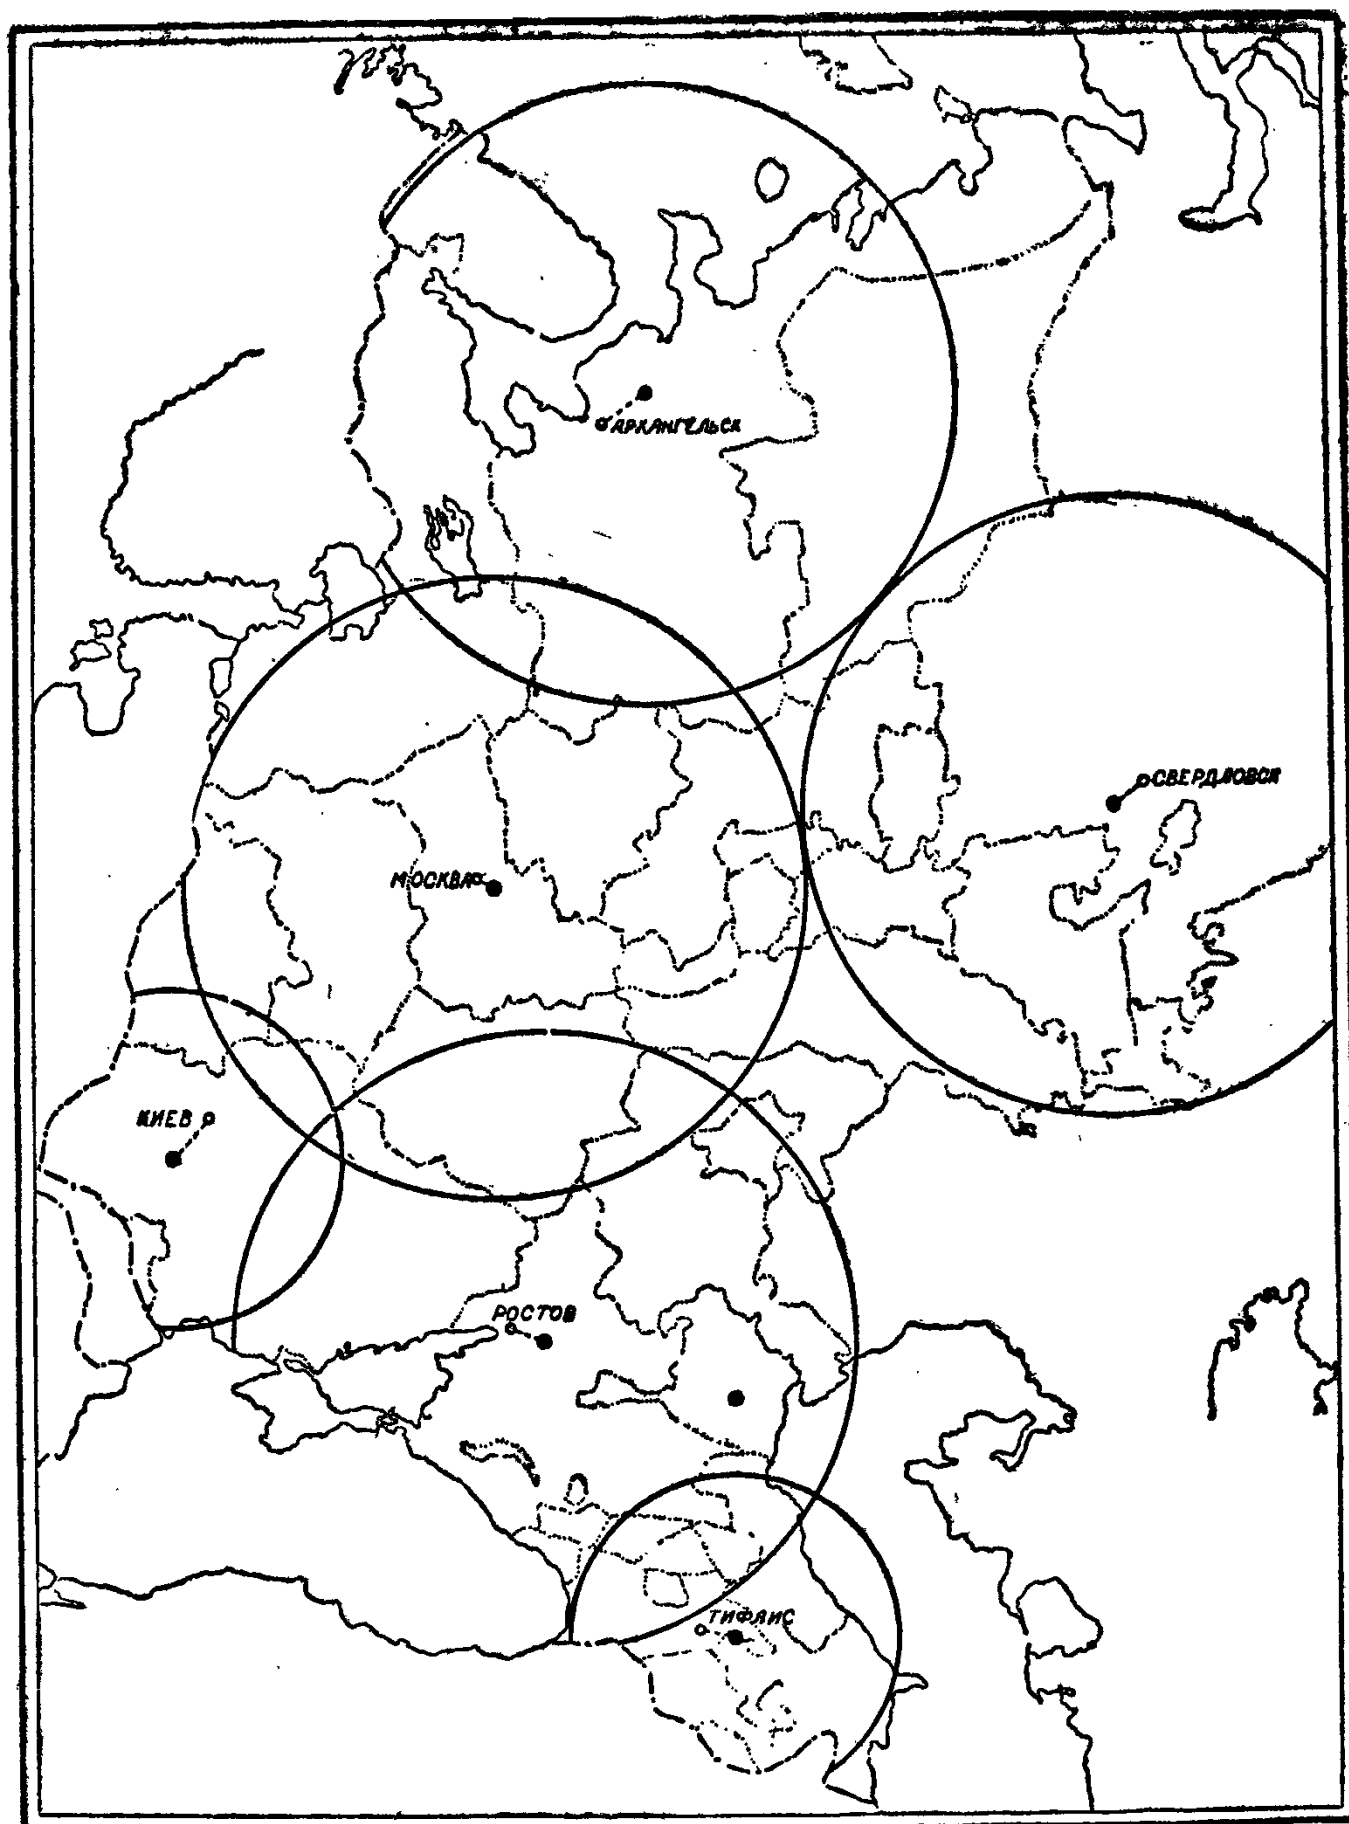 АРХАНГЕЛЬСК
СВЕРДЛОВСК
МОСКВА
КИЕВ
РОСТОВ
ТИФЛИС